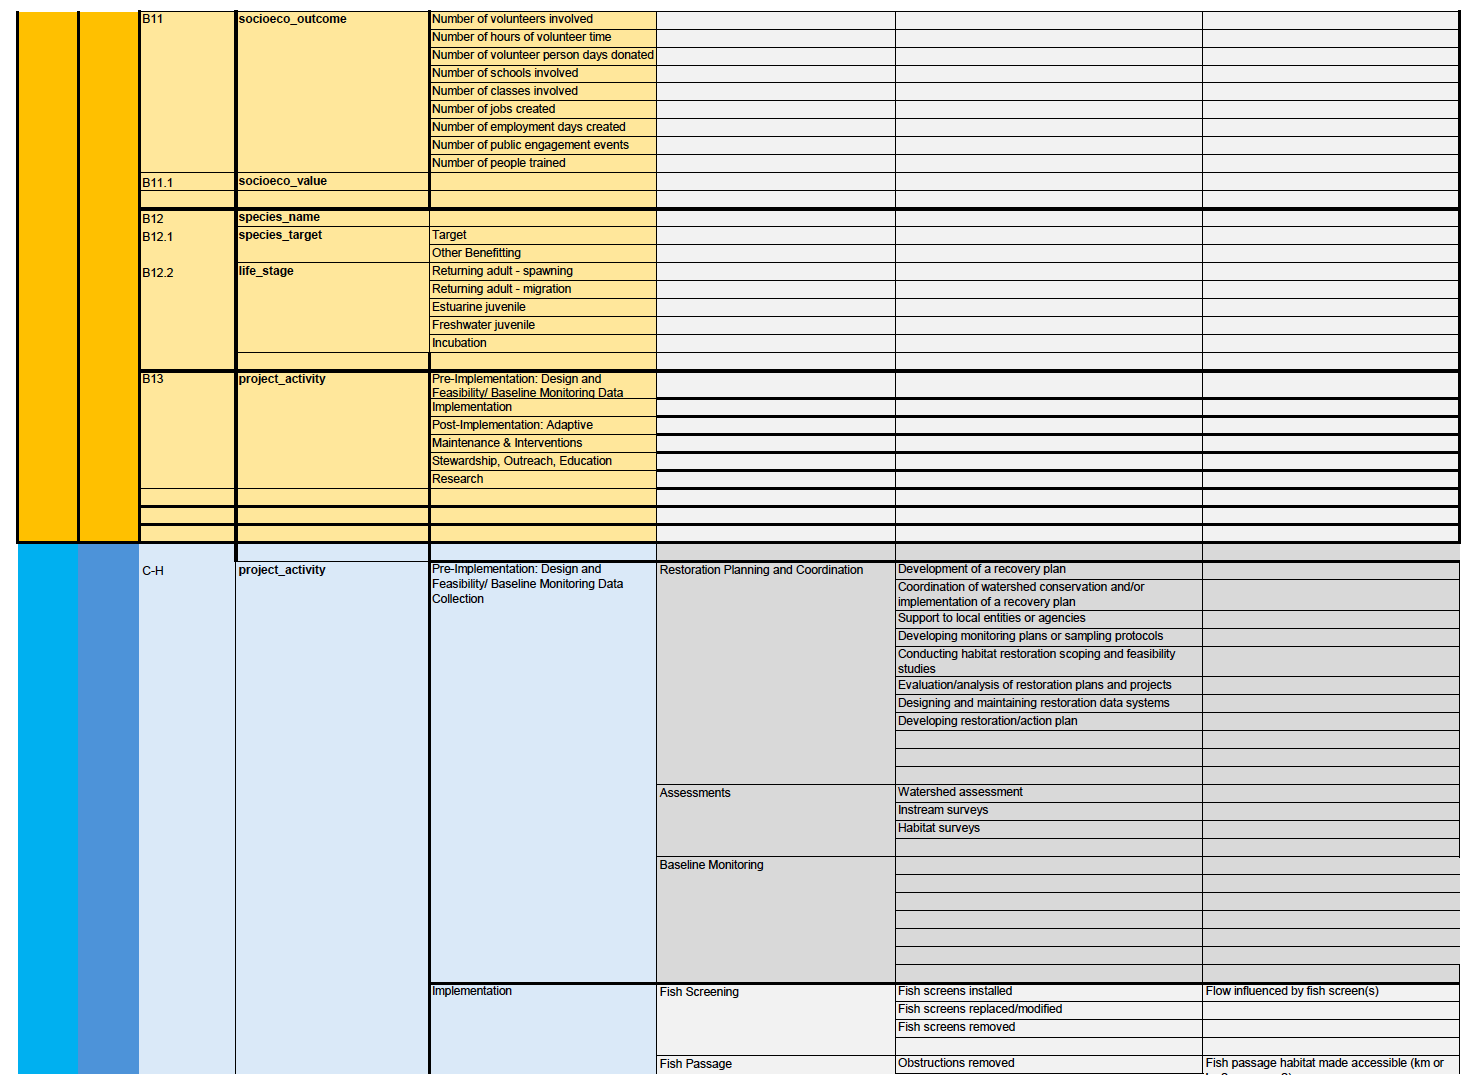 B11 socioeco_outcome Number of volunteers involved
Number of hours of volunteer time
Number of volunteer person days donated
Number of schools involved
Number of classes involved
Number of jobs created
Number of employment days created
Number of public engagement events
Number of people trained
B11.1 socioeco_value
B12 species_name
B12.1 species_target Target
Other Benefitting
B12.2 life_stage Returning adult - spawning
Returning adult - migration
Estuarine juvenile
Freshwater juvenile
Incubation
B13 project_activity Pre-Implementation: Design and
Feasibility/ Baseline Monitoring Data
Implementation
Post-Implementation: Adaptive
Maintenance & Interventions
Stewardship, Outreach, Education
Research
C-H project_activity Pre-Implementation: Design and
Feasibility/ Baseline Monitoring Data
Collection
Restoration Planning and Coordination
Development of a recovery plan
Coordination of watershed conservation and/or
implementation of a recovery plan
Support to local entities or agencies
Developing monitoring plans or sampling protocols
Conducting habitat restoration scoping and feasibility
studies
Evaluation/analysis of restoration plans and projects
Designing and maintaining restoration data systems
Developing restoration/action plan
Assessments Watershed assessment
Instream surveys
Habitat surveys
Baseline Monitoring
Implementation Fish Screening Fish screens installed Flow influenced by fish screen(s)
Fish screens replaced/modified
Fish screens removed
Fish Passage Obstructions removed Fish passage habitat made accessible (km or